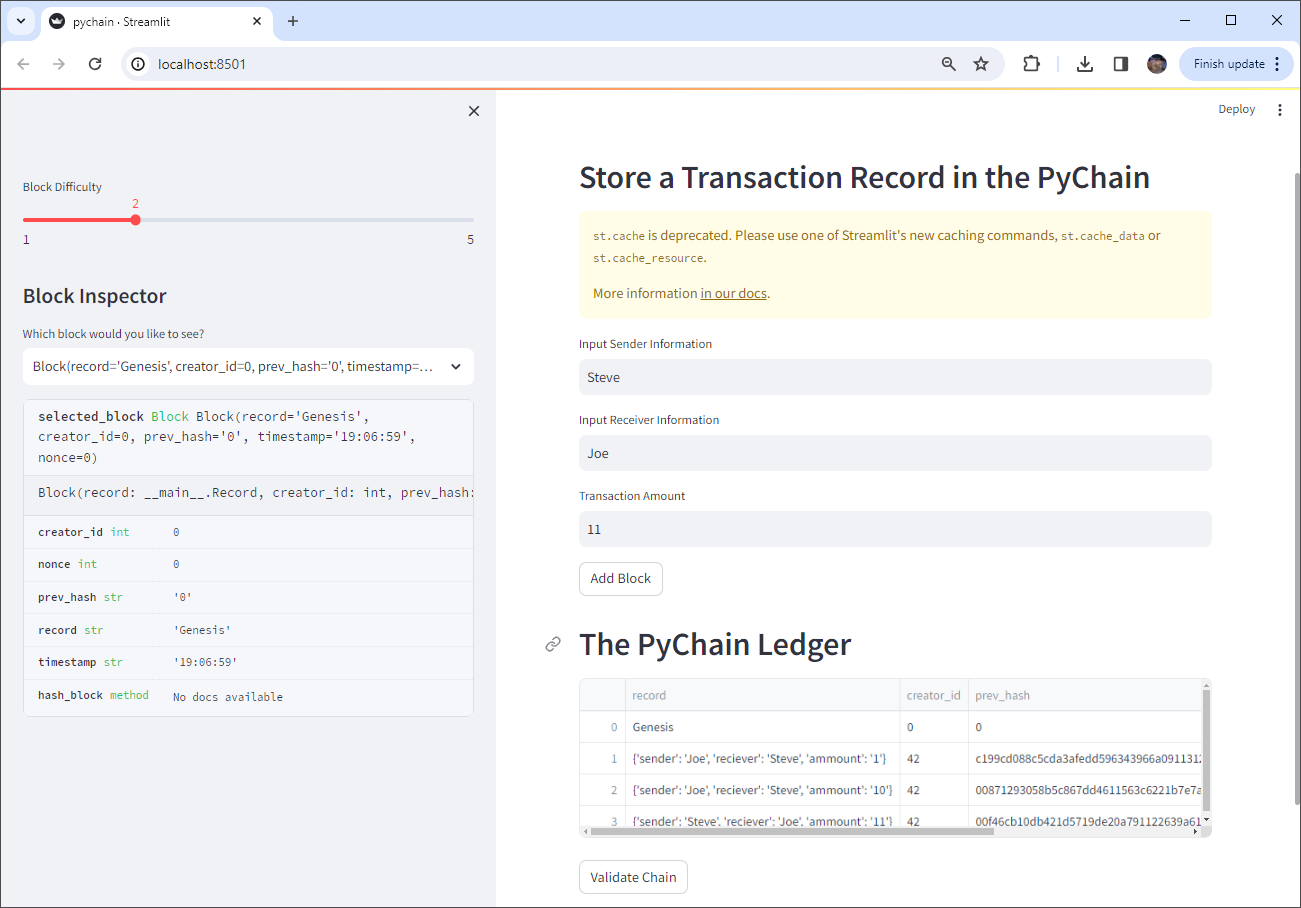 pychain · Streamlit
localhost:8501
Finish update
Deploy
Block Difficulty
2
1 5
Block Inspector
Which block would you like to see?
Block(record='Genesis', creator_id=0, prev_hash='0', timestamp=...
selected_block Block Block(record='Genesis',
creator_id=0, prev_hash='0', timestamp='19:06:59',
nonce=0)
Block(record: __main__.Record, creator_id: int, prev_hash:
creator_id int 0
nonce int 0
prev_hash str '0'
record str 'Genesis'
timestamp str '19:06:59'
hash_block method No docs available
Store a Transaction Record in the PyChain
st.cache is deprecated. Please use one of Streamlit's new caching commands, st.cache_data or
st.cache_resource.
More information in our docs.
Input Sender Information
Steve
Input Receiver Information
Joe
Transaction Amount
11
Add Block
The PyChain Ledger
record creator_id prev_hash
0 Genesis 0 0
1 {'sender': 'Joe', 'reciever': 'Steve', 'ammount': '1'} 42 c199cd088c5cda3afedd596343966a0911312
2 {'sender': 'Joe', 'reciever': 'Steve', 'ammount': '10'} 42 00871293058b5c867dd4611563c6221b7e7a
3 {'sender': 'Steve', 'reciever': 'Joe', 'ammount': '11'} 42 00f46cb10db421d5719de20a791122639a61
Validate Chain